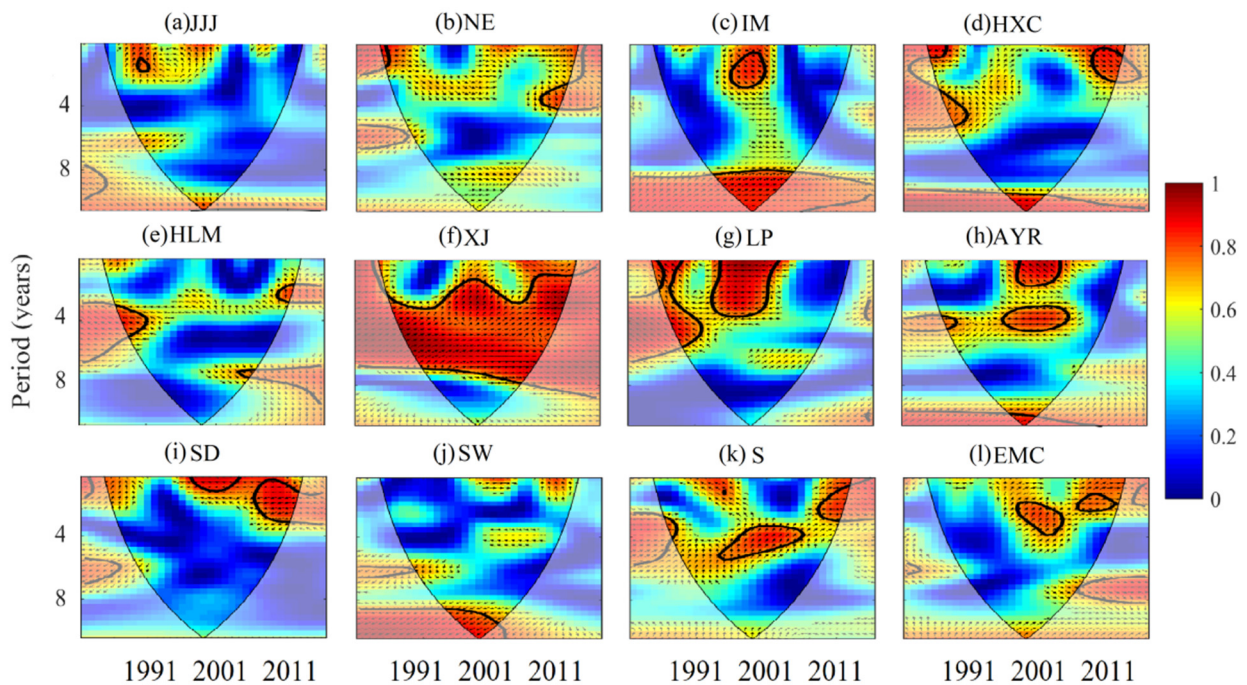 (a)JJJ (b)NE (c)IM (d)HXC
4
8
(e)HLM (f)XJ (g)LP (h)AYR
4
8
Period (years)
(i)SD (j)SW (k)S (l)EMC
4
8
1991 2001 2011 1991 2001 2011 1991 2001 2011 1991 2001 2011
1
0.8
0.6
0.4
0.2
0